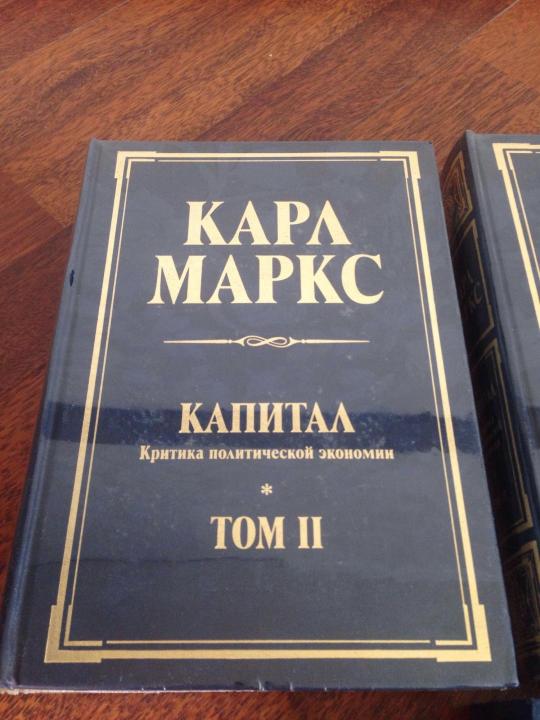 КАРЛ
МАРКС
КАПИТАЛ
Критика политической экономии
*
ТОМ II